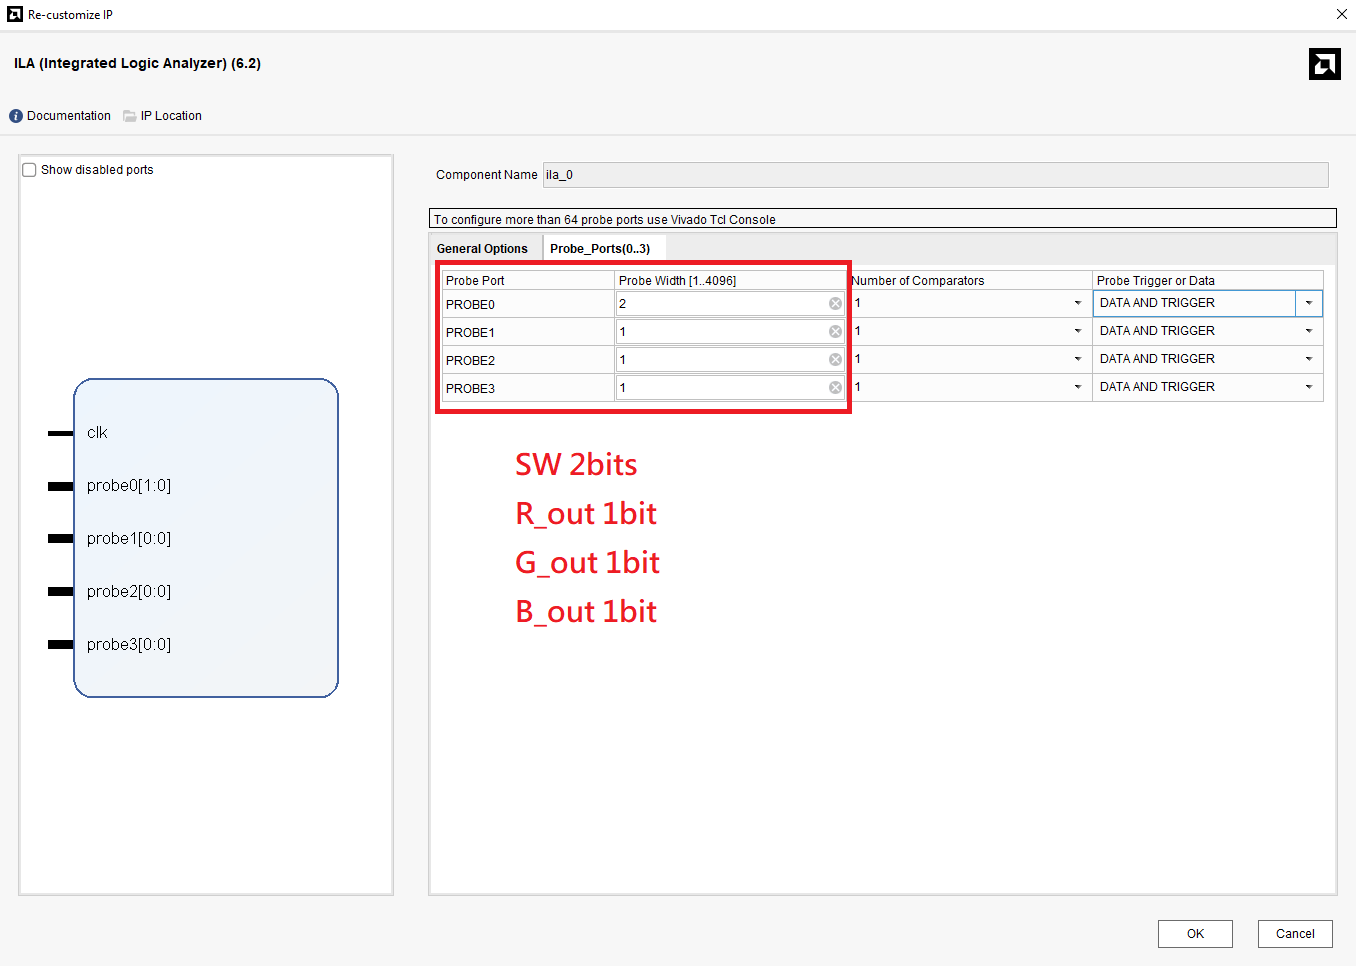 Re-customize IP
ILA (Integrated Logic Analyzer) (6.2)
Documentation IP Location
Show disabled ports
Component Name ila_0
To configure more than 64 probe ports use Vivado Tcl Console
General Options Probe_Ports(0..3)
Probe Port Probe Width [1..4096] Number of Comparators Probe Trigger or Data
PROBE0 2 1 DATA AND TRIGGER
PROBE1 1 1 DATA AND TRIGGER
PROBE2 1 1 DATA AND TRIGGER
PROBE3 1 1 DATA AND TRIGGER
clk
probe0[1:0]
probe1[0:0]
probe2[0:0]
probe3[0:0]
SW 2bits
R_out 1bit
G_out 1bit
B_out 1bit
OK Cancel